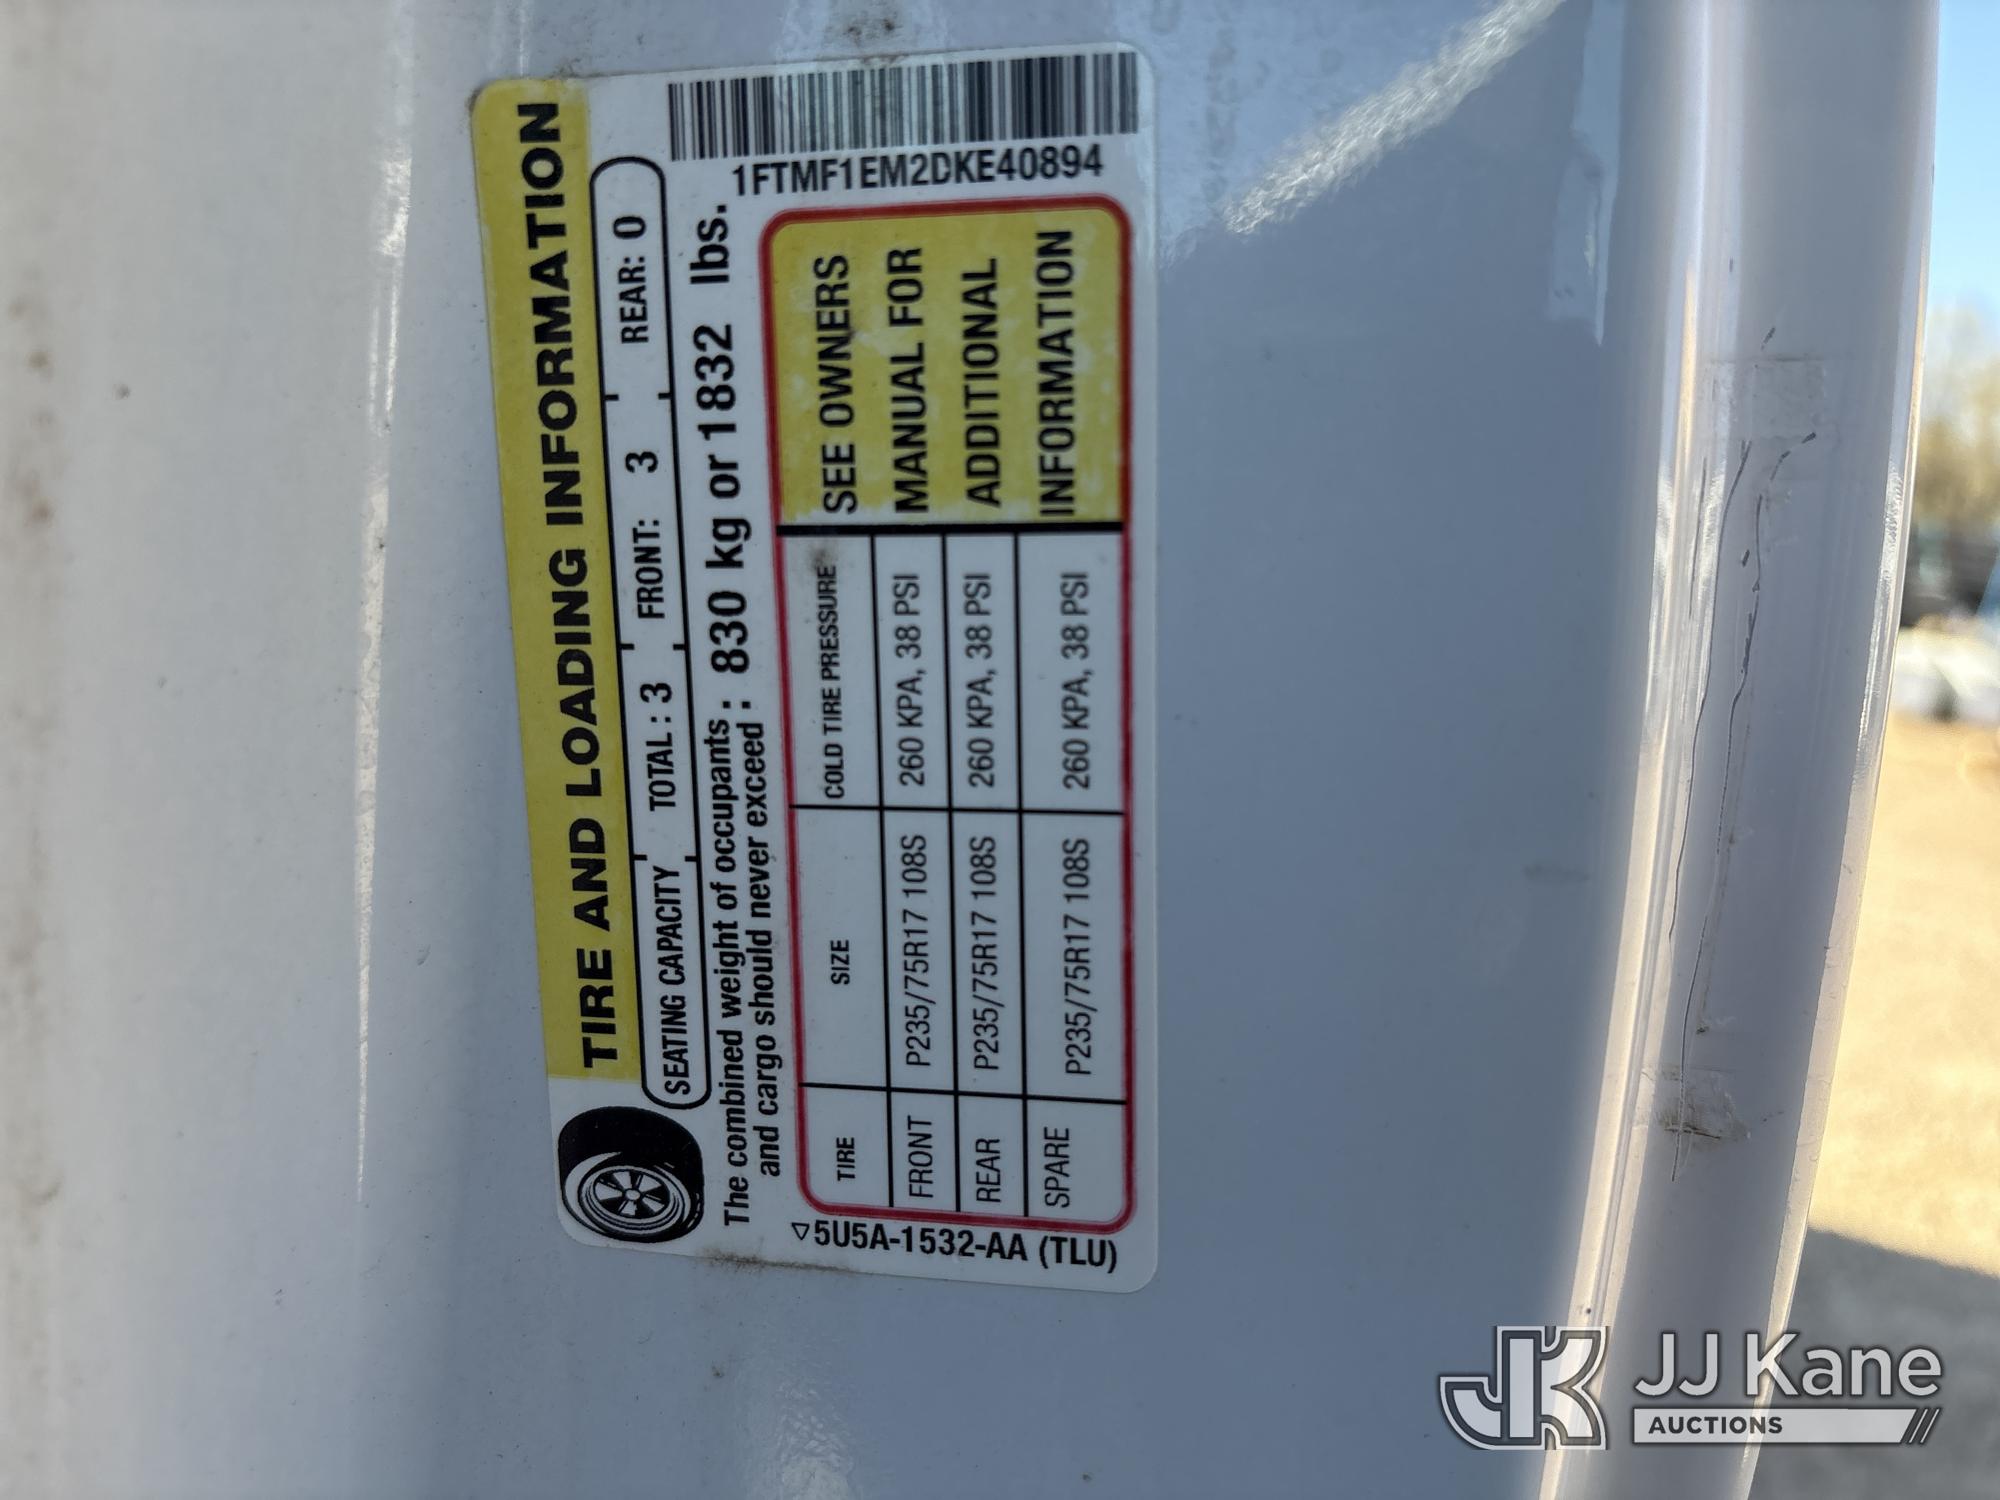 TIRE AND LOADING INFORMATION
SEATING CAPACITY TOTAL : 3 FRONT: 3 REAR: 0
The combined weight of occupants : 830 kg or 1832 lbs.
and cargo should never exceed :
1FTMF1EM2DKE40894
TIRE SIZE COLD TIRE PRESSURE
FRONT P235/75R17 108S 260 KPA, 38 PSI
REAR P235/75R17 108S 260 KPA, 38 PSI
SPARE P235/75R17 108S 260 KPA, 38 PSI
SEE OWNERS
MANUAL FOR
ADDITIONAL
INFORMATION
5U5A-1532-AA (TLU)
JK JJ Kane
AUCTIONS